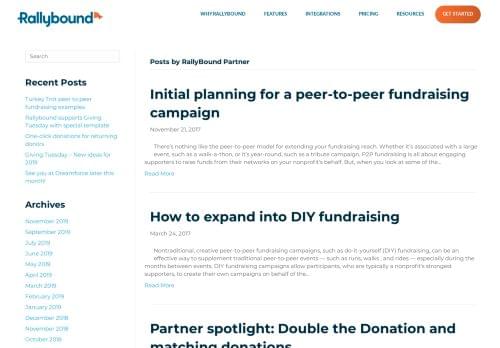 Rallybound
WHY RALLYBOUND FEATURES INTEGRATIONS PRICING RESOURCES GET STARTED
Search
Recent Posts
Turkey Trot peer to peer
fundraising examples
Rallybound supports Giving
Tuesday with special template
One-click donations for returning
donors
Giving Tuesday – New ideas for
2019
See you at Dreamforce later this
month!
Archives
November 2019
September 2019
July 2019
June 2019
May 2019
April 2019
March 2019
February 2019
January 2019
December 2018
November 2018
October 2018
Posts by RallyBound Partner
Initial planning for a peer-to-peer fundraising
campaign
November 21, 2017
There's nothing like the peer-to-peer model for extending your fundraising reach. Whether it's associated with a large
event, such as a walk-a-thon, or it's year-round, such as a tribute campaign, P2P fundraising is all about engaging
supporters to raise funds from their networks on your nonprofit's behalf. But, when you look at some of the...
Read More
How to expand into DIY fundraising
March 24, 2017
Nontraditional, creative peer-to-peer fundraising campaigns, such as do-it-yourself (DIY) fundraising, can be an
effective way to supplement traditional peer-to-peer events — such as runs, walks , and rides — especially during the
months between events. DIY fundraising campaigns allow participants, who are typically a nonprofit's strongest
supporters, to create their own campaigns on behalf of the...
Read More
Partner spotlight: Double the Donation and
matching donations